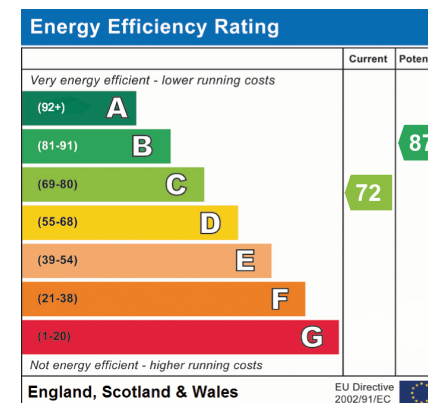 Energy Efficiency Rating
Current Poten
Very energy efficient - lower running costs
(92+) A
(81-91) B 87
(69-80) C 72
(55-68) D
(39-54) E
(21-38) F
(1-20) G
Not energy efficient - higher running costs
England, Scotland & Wales
EU Directive
2002/91/EC